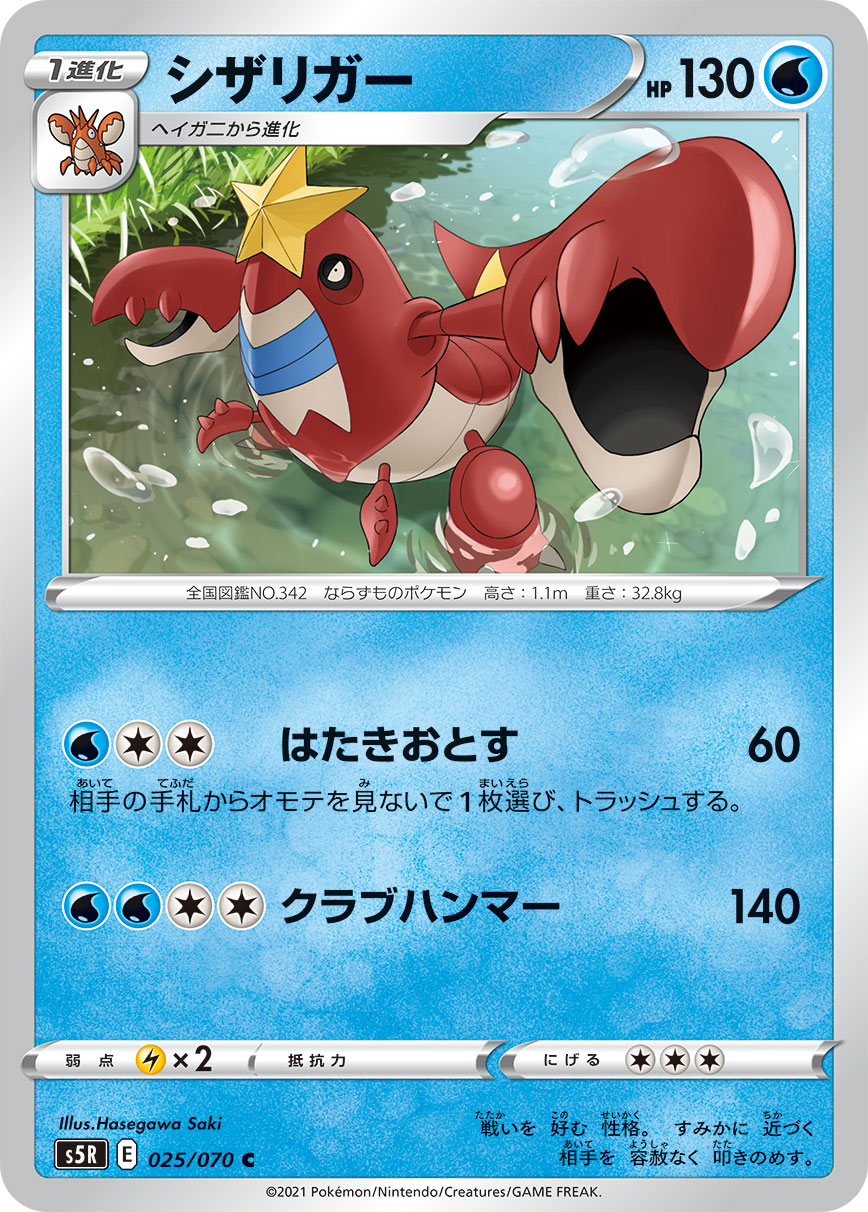 1進化
シザリガー
HP 130
ヘイガニから進化
全国図鑑NO.342 ならずものポケモン 高さ：1.1m 重さ：32.8kg
はたきおとす 60
相手の手札からオモテを見ないで1枚選び、トラッシュする。
クラブハンマー 140
弱点 ×2 抵抗力 にげる
Illus.Hasegawa Saki
戦いを 好む 性格。 すみかに 近づく
相手を 容赦なく 叩きのめす。
s5R E 025/070 C
©2021 Pokémon/Nintendo/Creatures/GAME FREAK.